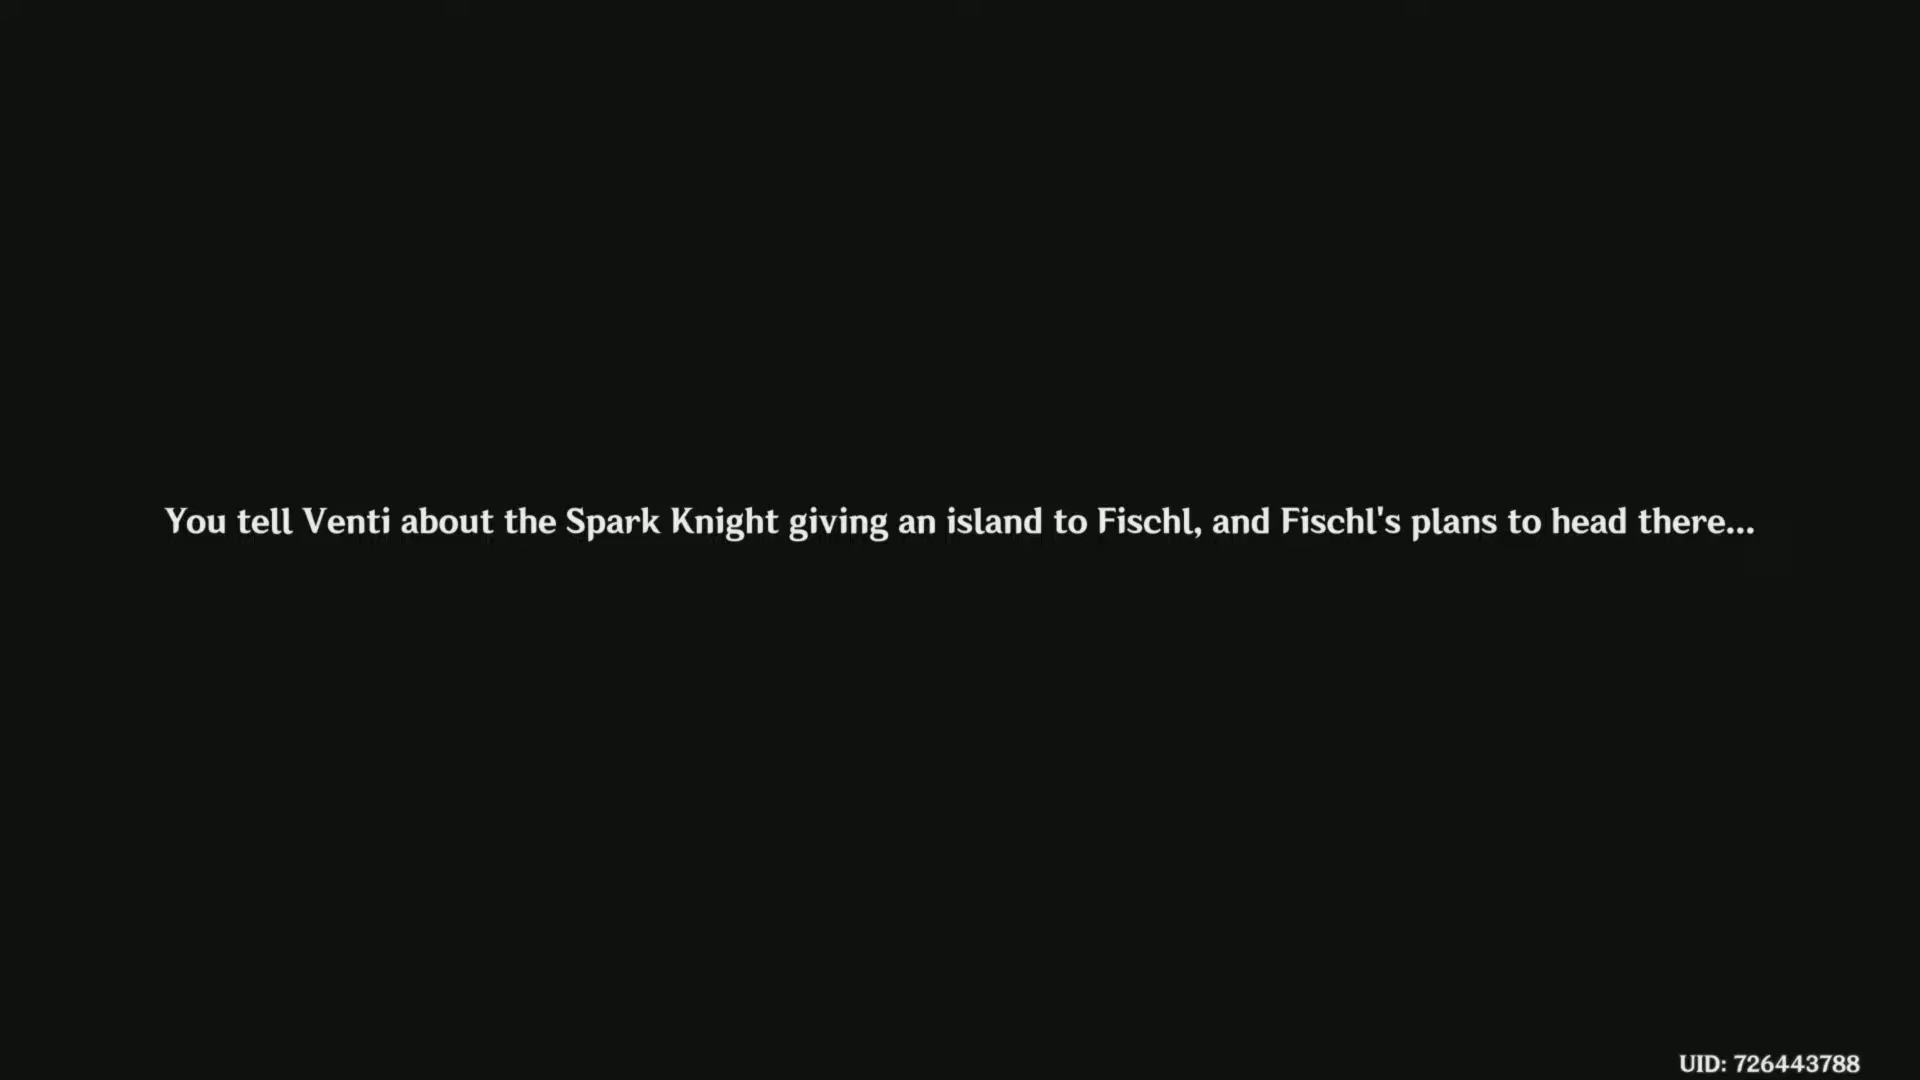 You tell Venti about the Spark Knight giving an island to Fischl, and Fischl's plans to head there...
UID: 726443788